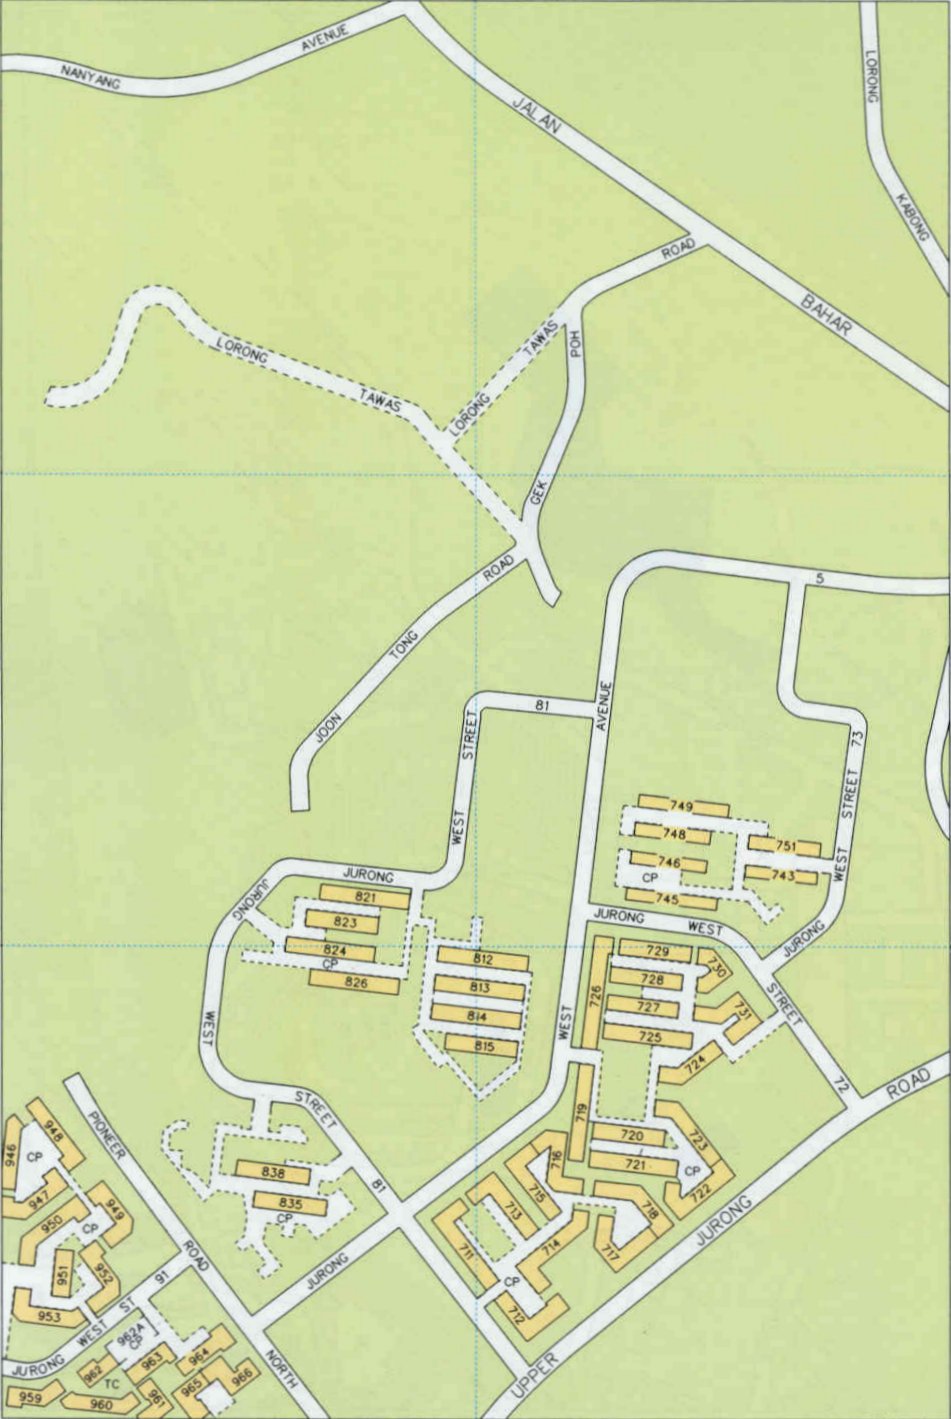 NANYANG AVENUE
JALAN BAHAR
LORONG KABONG
ROAD
LORONG TAWAS
LORONG TAWAS
POH
GEK
JOON TONG ROAD
AVENUE
5
81
STREET
WEST
JURONG
WEST STREET 73
JURONG
749
748
751
746
743
CP
745
JURONG WEST STREET 72
JURONG
WEST
STREET
81
821
823
824
CP
826
812
813
814
815
729
730
728
726
727
725
731
724
WEST
719
720
723
721
CP
722
716
715
718
717
713
714
711
CP
712
UPPER JURONG ROAD
838
835
CP
JURONG
PIONEER ROAD NORTH
946
948
CP
947
949
950
CP
951
952
953
JURONG WEST ST 91
962A
CP
962
963
964
TC
965
966
959
960
961